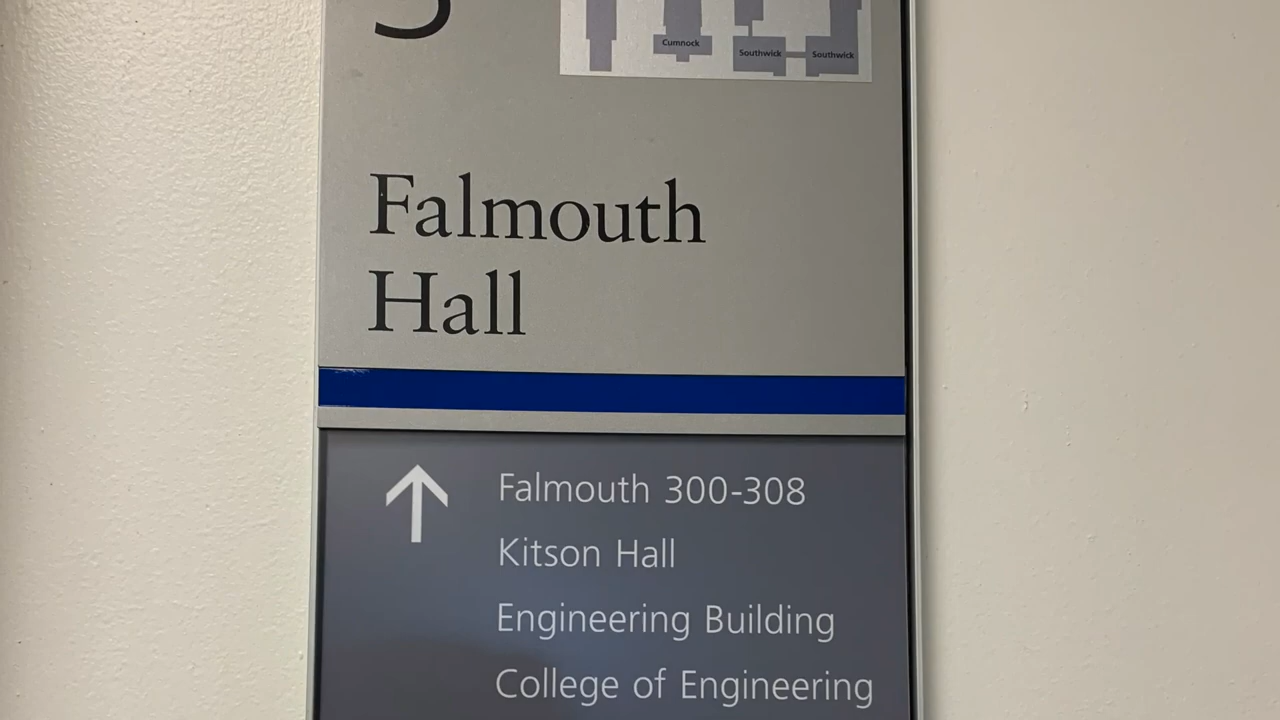 Cumnock
Southwick Southwick
Falmouth
Hall
Falmouth 300-308
Kitson Hall
Engineering Building
College of Engineering